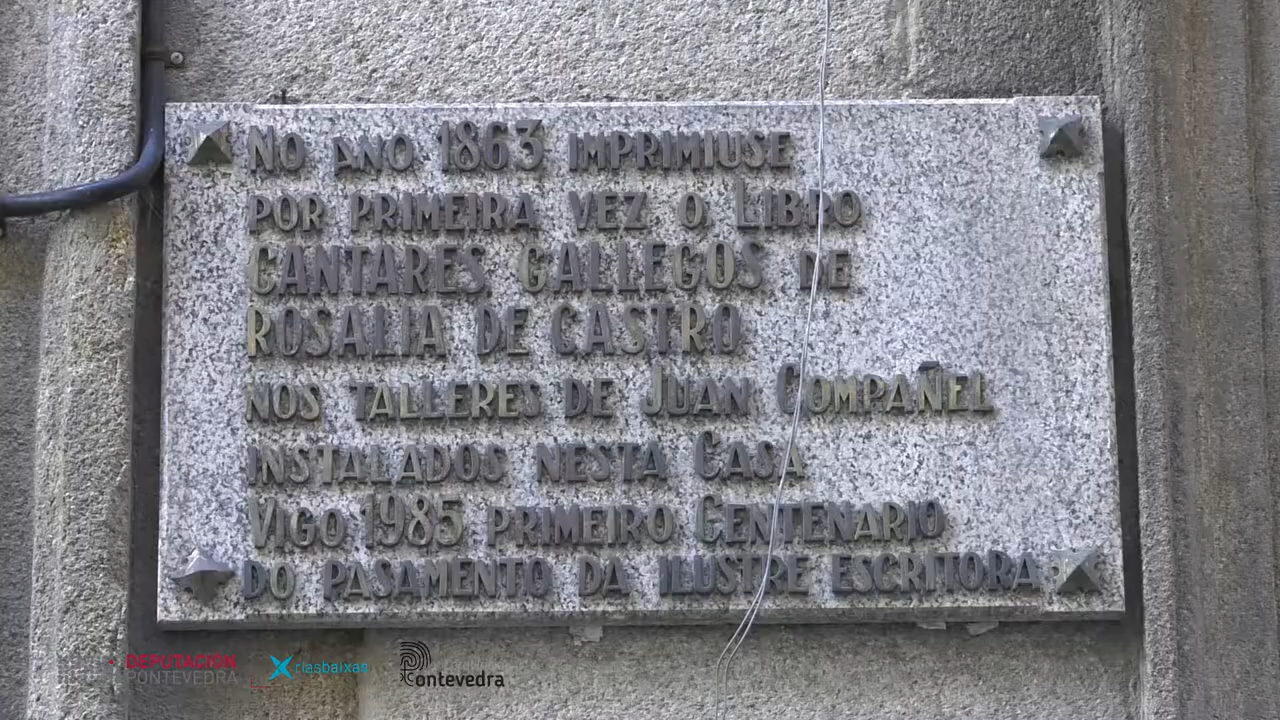 No ano 1863 imprimiuse
por primeira vez o Libro
Cantares Gallegos de
Rosalia de Castro
nos talleres de Juan Compañel
instalados nesta Casa
Vigo 1985 primeiro Centenario
do pasamento da ilustre escritora
DEPUTACIÓN
PONTEVEDRA
riasbaixas
Pontevedra